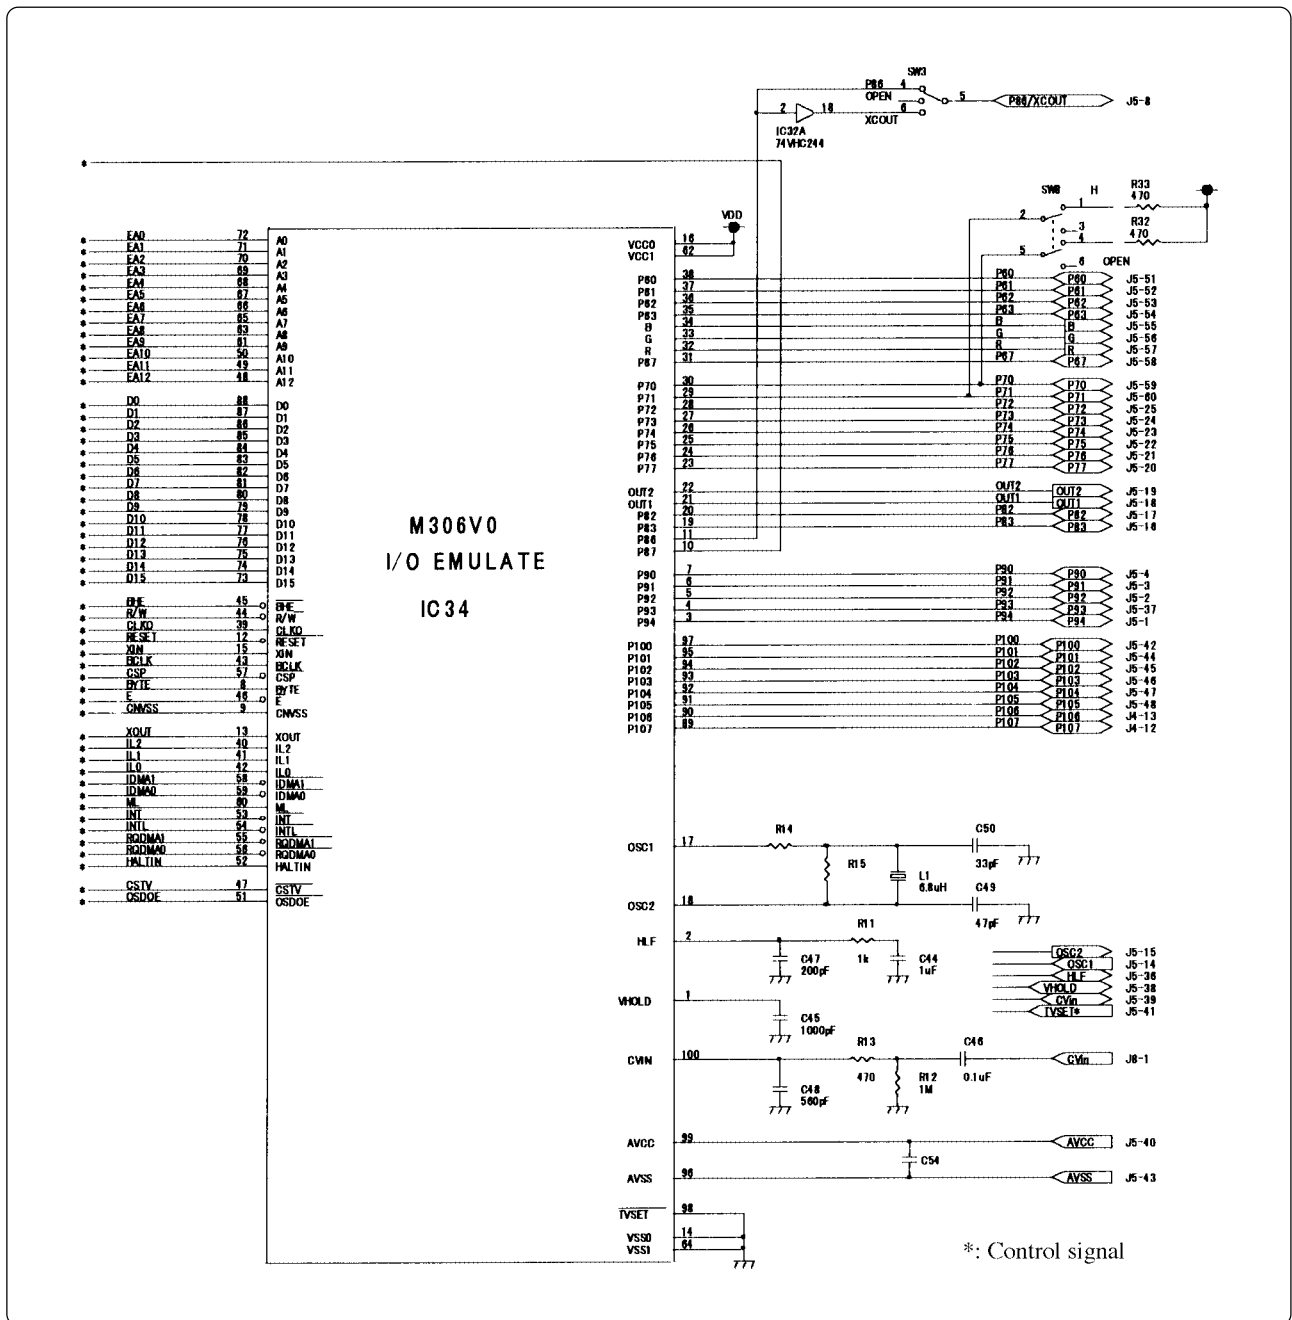 SW3
P86 4
OPEN
5 P86/XCOUT J5-8
2 18 6
XCOUT
IC32A
74VHC244
*
SW8 H R33
470
1
2
R32
470
3
4
5
6 OPEN
VDD
M306V0
I/O EMULATE
IC34
* EA0 72 A0
* EA1 71 A1
* EA2 70 A2
* EA3 69 A3
* EA4 68 A4
* EA5 67 A5
* EA6 66 A6
* EA7 65 A7
* EA8 63 A8
* EA9 61 A9
* EA10 50 A10
* EA11 49 A11
* EA12 48 A12
* D0 88 D0
* D1 87 D1
* D2 86 D2
* D3 85 D3
* D4 84 D4
* D5 83 D5
* D6 82 D6
* D7 81 D7
* D8 80 D8
* D9 79 D9
* D10 78 D10
* D11 77 D11
* D12 76 D12
* D13 75 D13
* D14 74 D14
* D15 73 D15
* BHE 45 BHE
* R/W 44 R/W
* CLKO 39 CLKO
* RESET 12 RESET
* XIN 15 XIN
* BCLK 43 BCLK
* CSP 57 CSP
* BYTE 8 BYTE
* E 46 E
* CNVSS 9 CNVSS
* XOUT 13 XOUT
* IL2 40 IL2
* IL1 41 IL1
* IL0 42 IL0
* IDMA1 58 IDMA1
* IDMA0 59 IDMA0
* ML 60 ML
* INT 53 INT
* INTL 54 INTL
* RQDMA1 55 RQDMA1
* RQDMA0 56 RQDMA0
* HALTIN 52 HALTIN
* CSTV 47 CSTV
* OSDOE 51 OSDOE
VCC0 16
VCC1 62
P60 38 P60 P60 J5-51
P61 37 P61 P61 J5-52
P62 36 P62 P62 J5-53
P63 35 P63 P63 J5-54
B 34 B B J5-55
G 33 G G J5-56
R 32 R R J5-57
P67 31 P67 P67 J5-58
P70 30 P70 P70 J5-59
P71 29 P71 P71 J5-60
P72 28 P72 P72 J5-25
P73 27 P73 P73 J5-24
P74 26 P74 P74 J5-23
P75 25 P75 P75 J5-22
P76 24 P76 P76 J5-21
P77 23 P77 P77 J5-20
OUT2 22 OUT2 OUT2 J5-19
OUT1 21 OUT1 OUT1 J5-18
P82 20 P82 P82 J5-17
P83 19 P83 P83 J5-16
P86 11
P87 10
P90 7 P90 P90 J5-4
P91 6 P91 P91 J5-3
P92 5 P92 P92 J5-2
P93 4 P93 P93 J5-37
P94 3 P94 P94 J5-1
P100 97 P100 P100 J5-42
P101 95 P101 P101 J5-44
P102 94 P102 P102 J5-45
P103 93 P103 P103 J5-46
P104 92 P104 P104 J5-47
P105 91 P105 P105 J5-48
P106 90 P106 P106 J4-13
P107 89 P107 P107 J4-12
OSC1 17 R14 C50
33pF
R15 L1
6.8uH
OSC2 18 C49
47pF
HLF 2 R11
1k
C47
200pF
C44
1uF
OSC2 J5-15
OSC1 J5-14
HLF J5-36
VHOLD J5-38
CVin J5-39
TVSET* J5-41
VHOLD 1
C45
1000pF
CVIN 100 R13 C46 CVin J8-1
470 R12
1M 0.1uF
C48
560pF
AVCC 99 AVCC J5-40
C54
AVSS 96 AVSS J5-43
TVSET 98
VSS0 14
VSS1 64
*: Control signal